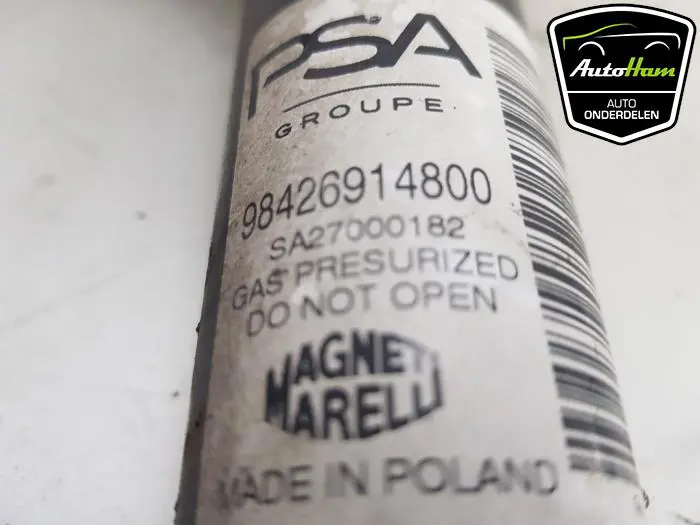 PSA
GROUPE
98426914800
SA27000182
GAS PRESURIZED
DO NOT OPEN
MAGNETI
MARELLI
MADE IN POLAND
AutoHam
AUTO
ONDERDELEN